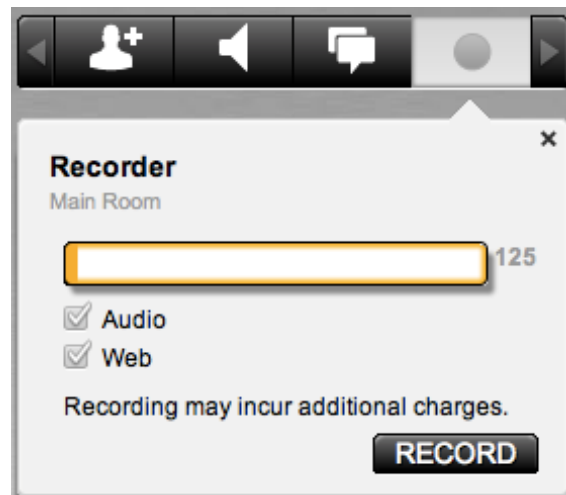 Recorder
Main Room
125
Audio
Web
Recording may incur additional charges.
RECORD